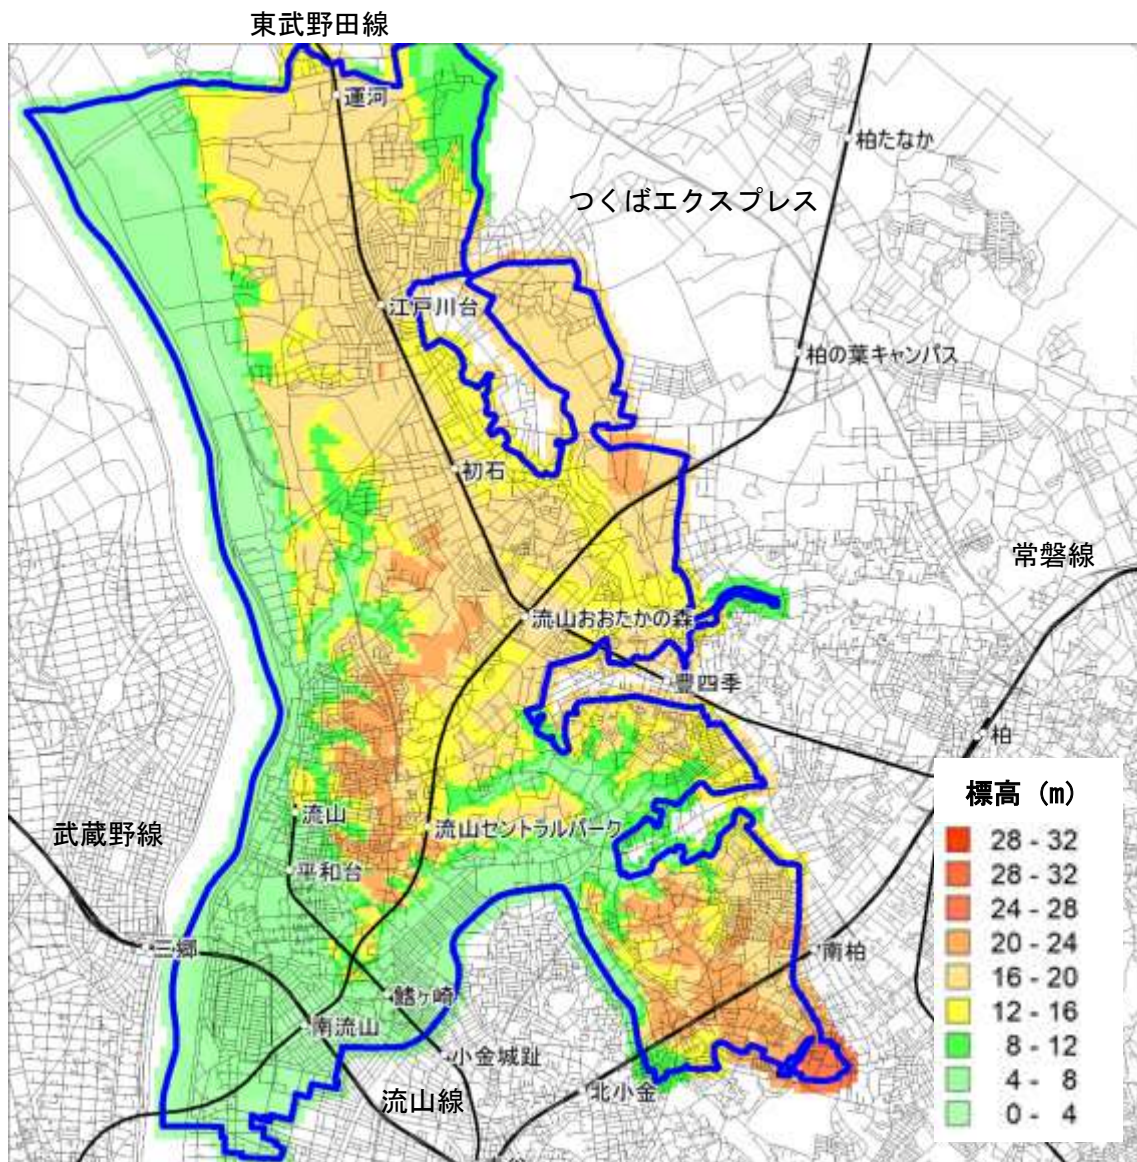 東武野田線
運河
柏たなか
つくばエクスプレス
江戸川台
柏の葉キャンパス
初石
常磐線
流山おおたかの森
豊四季
柏
流山
流山セントラルパーク
武蔵野線
平和台
三郷
南柏
鰭ヶ崎
南流山
小金城趾
流山線
北小金
標高 (m)
28 - 32
28 - 32
24 - 28
20 - 24
16 - 20
12 - 16
8 - 12
4 - 8
0 - 4